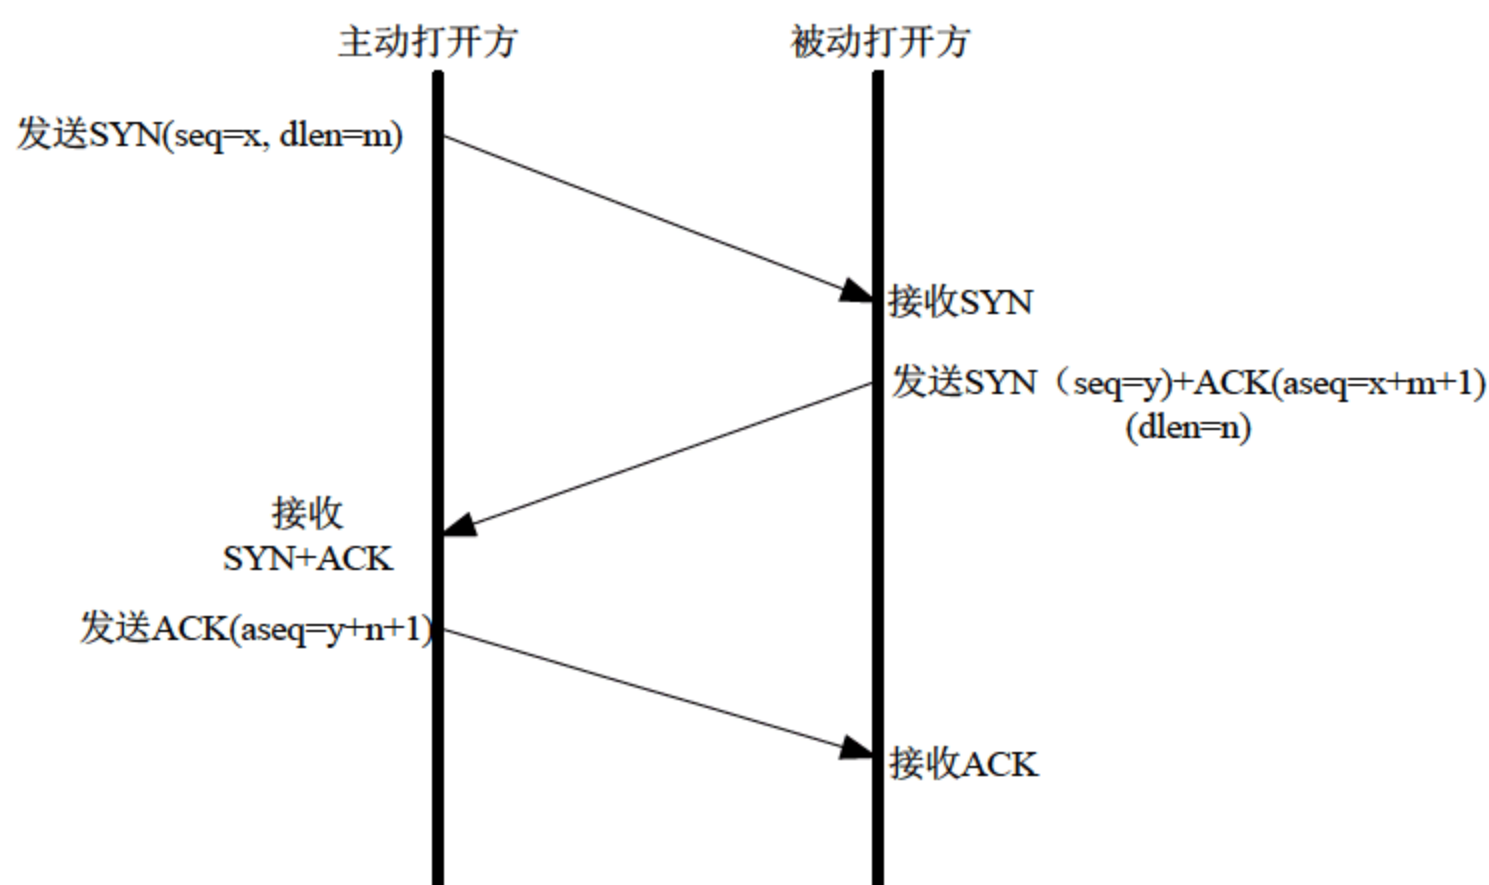 主动打开方
被动打开方
发送SYN(seq=x, dlen=m)
接收SYN
发送SYN（seq=y)+ACK(aseq=x+m+1)
(dlen=n)
接收
SYN+ACK
发送ACK(aseq=y+n+1)
接收ACK